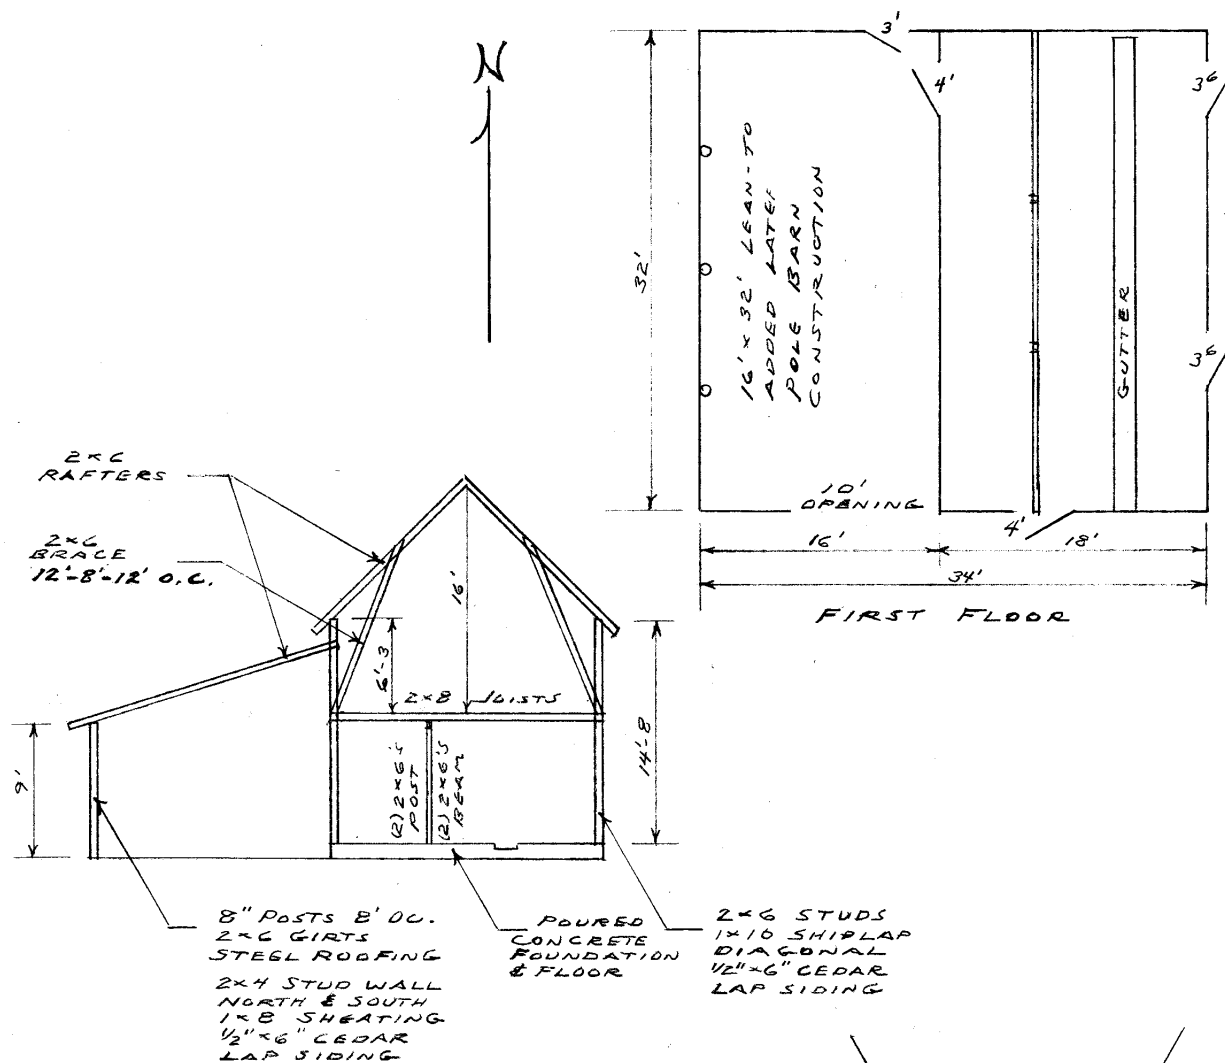 N
3'
4'
3⁶
3⁶
32'
16' x 32' LEAN-TO
ADDED LATER
POLE BARN
CONSTRUCTION
GUTTER
10'
OPENING
4'
16'
18'
34'
FIRST FLOOR
2x6
RAFTERS
2x6
BRACE
12'-8'-12' O.C.
16'
6'-3
2x8 JOISTS
14'-8
9'
(2) 2x6'S
POST
(2) 2x6'S
BEAM
8" POSTS 8' OC.
2x6 GIRTS
STEEL ROOFING
2x4 STUD WALL
NORTH & SOUTH
1x8 SHEATING
1/2" x 6" CEDAR
LAP SIDING
POURED
CONCRETE
FOUNDATION
& FLOOR
2x6 STUDS
1x10 SHIPLAP
DIAGONAL
1/2" x 6" CEDAR
LAP SIDING